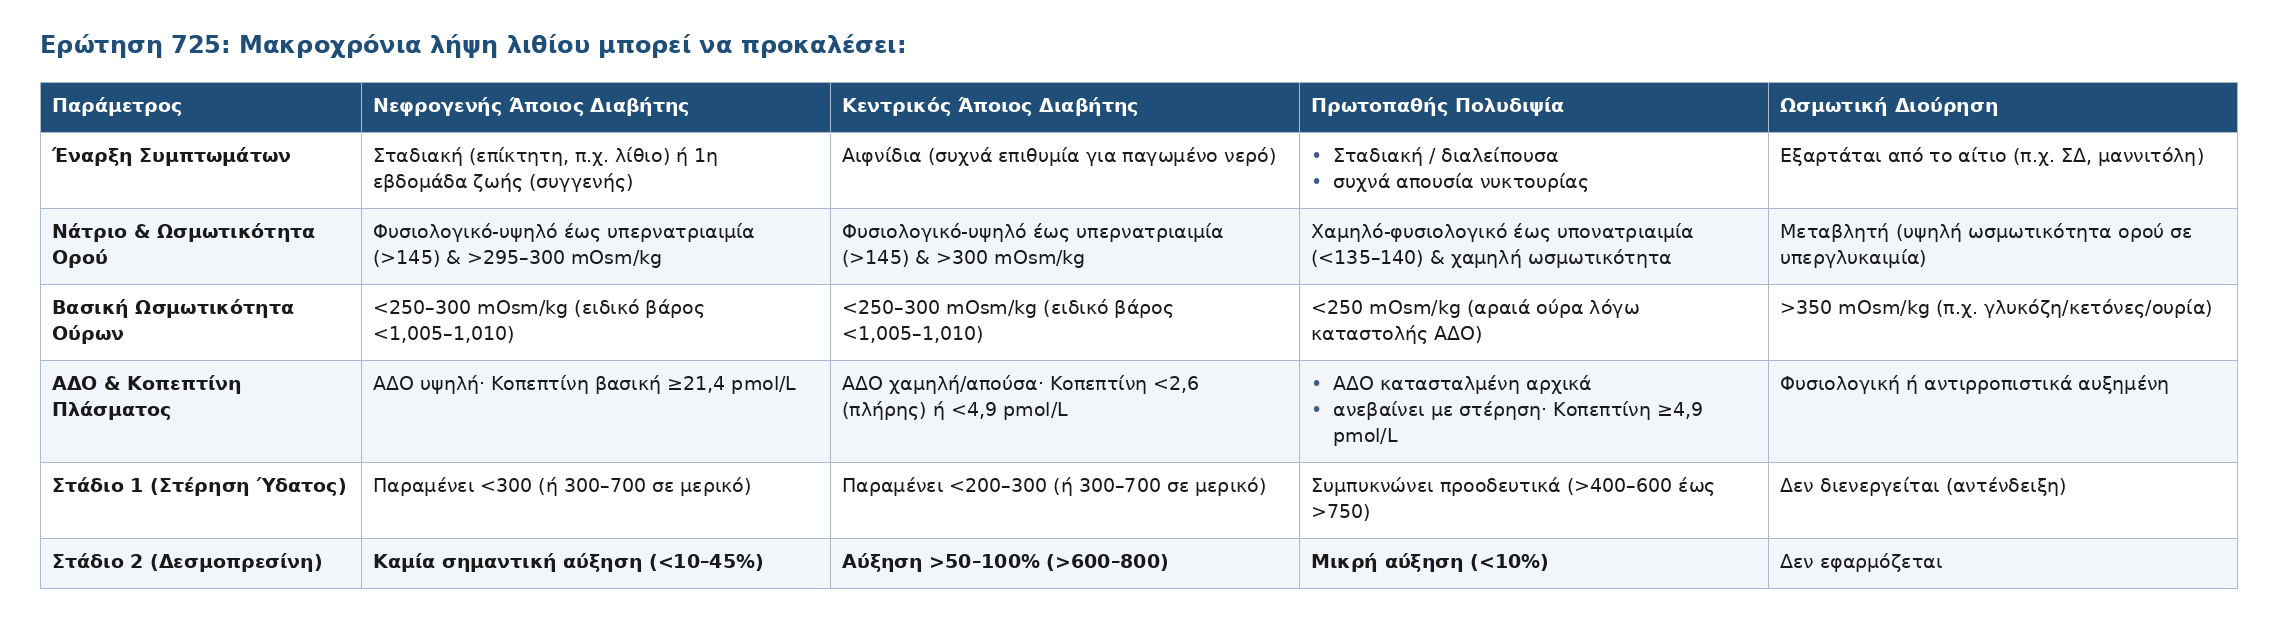 Ερώτηση 725: Μακροχρόνια λήψη λιθίου μπορεί να προκαλέσει:
Παράμετρος
Νεφρογενής Άποιος Διαβήτης
Κεντρικός Άποιος Διαβήτης
Πρωτοπαθής Πολυδιψία
Ωσμωτική Διούρηση
Έναρξη Συμπτωμάτων
Σταδιακή (επίκτητη, π.χ. λίθιο) ή 1η
εβδομάδα ζωής (συγγενής)
Αιφνίδια (συχνά επιθυμία για παγωμένο νερό)
• Σταδιακή / διαλείπουσα
• συχνά απουσία νυκτουρίας
Εξαρτάται από το αίτιο (π.χ. ΣΔ, μαννιτόλη)
Νάτριο & Ωσμωτικότητα
Ορού
Φυσιολογικό-υψηλό έως υπερνατριαιμία
(>145) & >295–300 mOsm/kg
Φυσιολογικό-υψηλό έως υπερνατριαιμία
(>145) & >300 mOsm/kg
Χαμηλό-φυσιολογικό έως υπονατριαιμία
(<135–140) & χαμηλή ωσμωτικότητα
Μεταβλητή (υψηλή ωσμωτικότητα ορού σε
υπεργλυκαιμία)
Βασική Ωσμωτικότητα
Ούρων
<250–300 mOsm/kg (ειδικό βάρος
<1,005–1,010)
<250–300 mOsm/kg (ειδικό βάρος
<1,005–1,010)
<250 mOsm/kg (αραιά ούρα λόγω
καταστολής ΑΔΟ)
>350 mOsm/kg (π.χ. γλυκόζη/κετόνες/ουρία)
ΑΔΟ & Κοπεπτίνη
Πλάσματος
ΑΔΟ υψηλή· Κοπεπτίνη βασική ≥21,4 pmol/L
ΑΔΟ χαμηλή/απούσα· Κοπεπτίνη <2,6
(πλήρης) ή <4,9 pmol/L
• ΑΔΟ κατασταλμένη αρχικά
• ανεβαίνει με στέρηση· Κοπεπτίνη ≥4,9
pmol/L
Φυσιολογική ή αντιρροπιστικά αυξημένη
Στάδιο 1 (Στέρηση Ύδατος)
Παραμένει <300 (ή 300–700 σε μερικό)
Παραμένει <200–300 (ή 300–700 σε μερικό)
Συμπυκνώνει προοδευτικά (>400–600 έως
>750)
Δεν διενεργείται (αντένδειξη)
Στάδιο 2 (Δεσμοπρεσίνη)
Καμία σημαντική αύξηση (<10–45%)
Αύξηση >50–100% (>600–800)
Μικρή αύξηση (<10%)
Δεν εφαρμόζεται